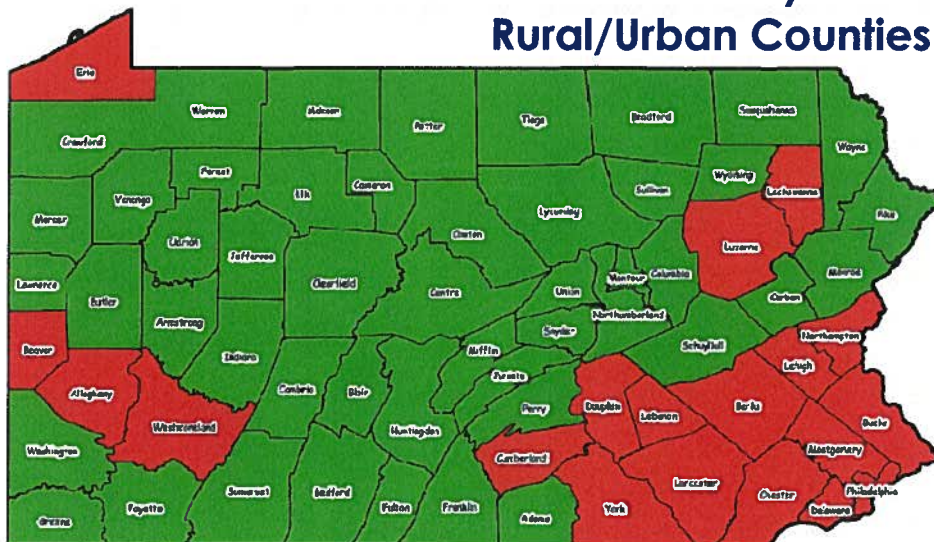 Rural/Urban Counties
Erie
Warren
McKean
Potter
Tioga
Bradford
Susquehanna
Wayne
Crawford
Forest
Elk
Cameron
Wyoming
Lackawanna
Sullivan
Pike
Mercer
Venango
Clarion
Jefferson
Clinton
Lycoming
Luzerne
Lawrence
Butler
Clearfield
Centre
Union
Montour
Columbia
Monroe
Carbon
Armstrong
Northumberland
Snyder
Schuylkill
Northampton
Beaver
Indiana
Mifflin
Juniata
Lehigh
Allegheny
Cambria
Blair
Perry
Dauphin
Lebanon
Berks
Bucks
Westmoreland
Huntingdon
Washington
Cumberland
Montgomery
Lancaster
Chester
Philadelphia
Delaware
Greene
Fayette
Somerset
Bedford
Fulton
Franklin
Adams
York